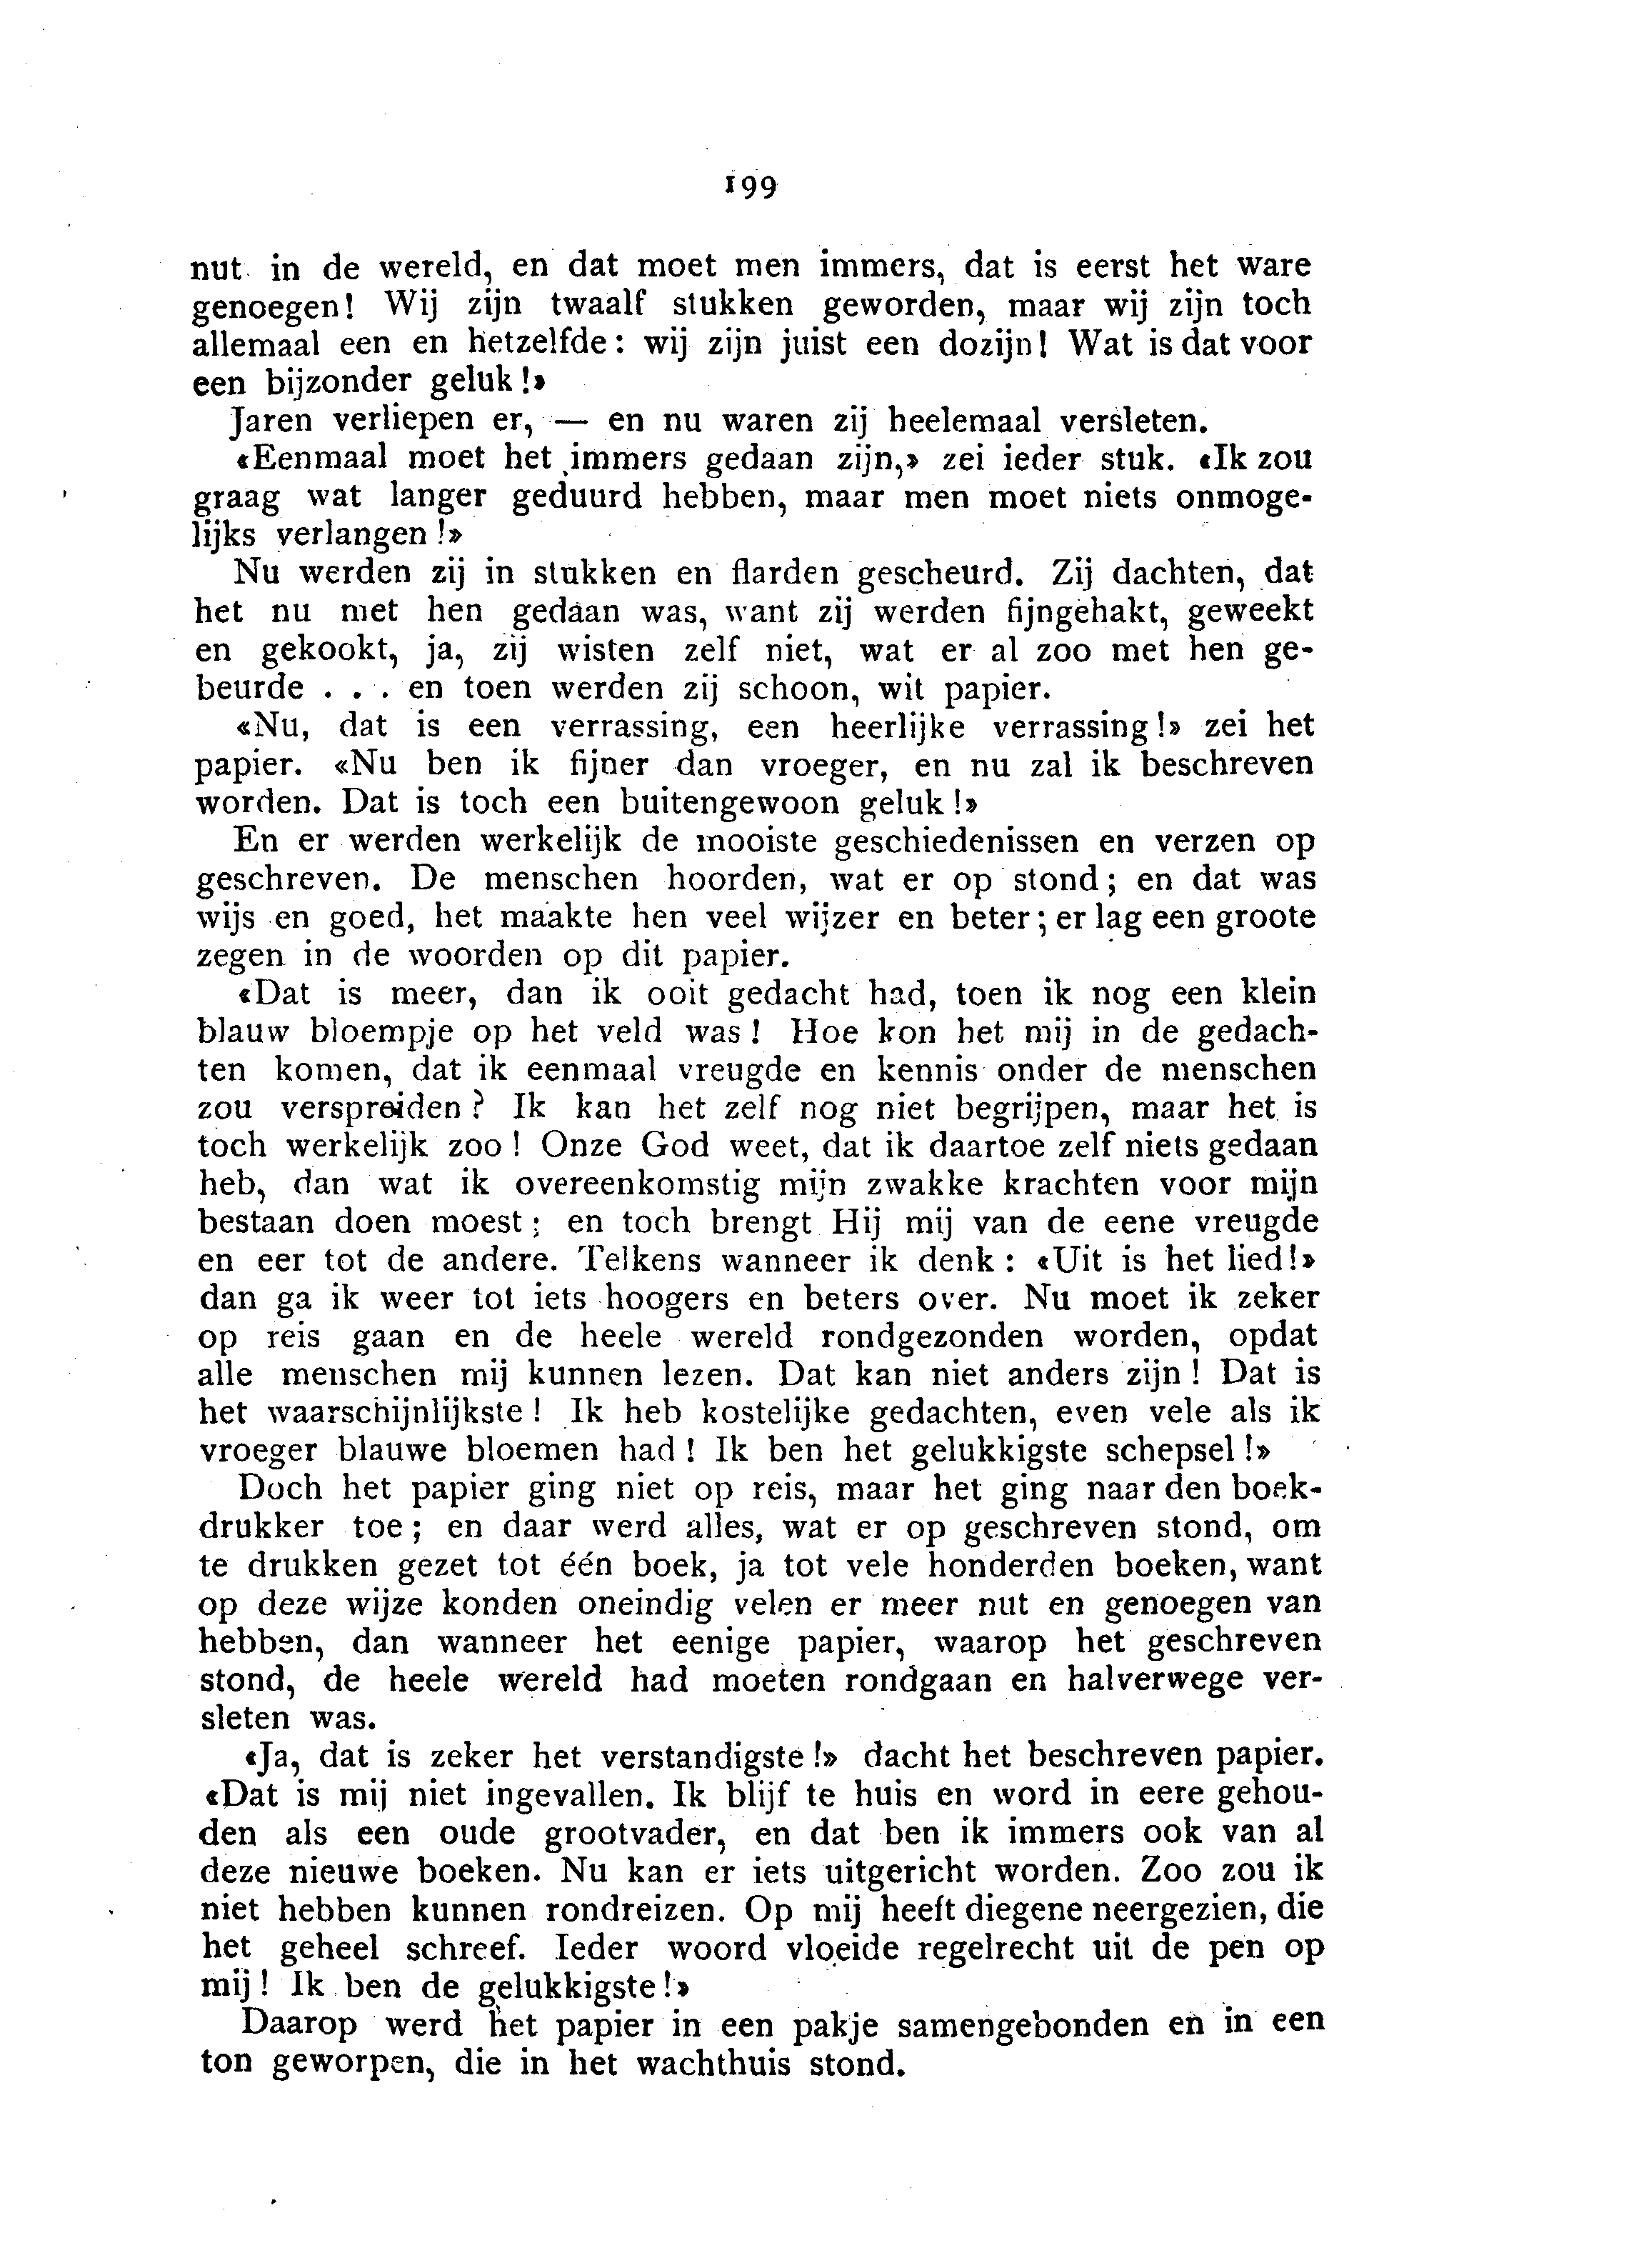 199
nut in de wereld, en dat moet men immers, dat is eerst het ware
genoegen! Wij zijn twaalf stukken geworden, maar wij zijn toch
allemaal een en hetzelfde: wij zijn juist een dozijn! Wat is dat voor
een bijzonder geluk!»
Jaren verliepen er, — en nu waren zij heelemaal versleten.
«Eenmaal moet het immers gedaan zijn,» zei ieder stuk. «Ik zou
graag wat langer geduurd hebben, maar men moet niets onmoge-
lijks verlangen!»
Nu werden zij in stukken en flarden gescheurd. Zij dachten, dat
het nu met hen gedaan was, want zij werden fijngehakt, geweekt
en gekookt, ja, zij wisten zelf niet, wat er al zoo met hen ge-
beurde . . . en toen werden zij schoon, wit papier.
«Nu, dat is een verrassing, een heerlijke verrassing!» zei het
papier. «Nu ben ik fijner dan vroeger, en nu zal ik beschreven
worden. Dat is toch een buitengewoon geluk!»
En er werden werkelijk de mooiste geschiedenissen en verzen op
geschreven. De menschen hoorden, wat er op stond; en dat was
wijs en goed, het maakte hen veel wijzer en beter; er lag een groote
zegen in de woorden op dit papier.
«Dat is meer, dan ik ooit gedacht had, toen ik nog een klein
blauw bloempje op het veld was! Hoe kon het mij in de gedach-
ten komen, dat ik eenmaal vreugde en kennis onder de menschen
zou verspreiden? Ik kan het zelf nog niet begrijpen, maar het is
toch werkelijk zoo! Onze God weet, dat ik daartoe zelf niets gedaan
heb, dan wat ik overeenkomstig mijn zwakke krachten voor mijn
bestaan doen moest; en toch brengt Hij mij van de eene vreugde
en eer tot de andere. Telkens wanneer ik denk: «Uit is het lied!»
dan ga ik weer tot iets hoogers en beters over. Nu moet ik zeker
op reis gaan en de heele wereld rondgezonden worden, opdat
alle menschen mij kunnen lezen. Dat kan niet anders zijn! Dat is
het waarschijnlijkste! Ik heb kostelijke gedachten, even vele als ik
vroeger blauwe bloemen had! Ik ben het gelukkigste schepsel!»
Doch het papier ging niet op reis, maar het ging naar den boek-
drukker toe; en daar werd alles, wat er op geschreven stond, om
te drukken gezet tot één boek, ja tot vele honderden boeken, want
op deze wijze konden oneindig velen er meer nut en genoegen van
hebben, dan wanneer het eenige papier, waarop het geschreven
stond, de heele wereld had moeten rondgaan en halverwege ver-
sleten was.
«Ja, dat is zeker het verstandigste!» dacht het beschreven papier.
«Dat is mij niet ingevallen. Ik blijf te huis en word in eere gehou-
den als een oude grootvader, en dat ben ik immers ook van al
deze nieuwe boeken. Nu kan er iets uitgericht worden. Zoo zou ik
niet hebben kunnen rondreizen. Op mij heeft diegene neergezien, die
het geheel schreef. Ieder woord vloeide regelrecht uit de pen op
mij! Ik ben de gelukkigste!»
Daarop werd het papier in een pakje samengebonden en in een
ton geworpen, die in het wachthuis stond.